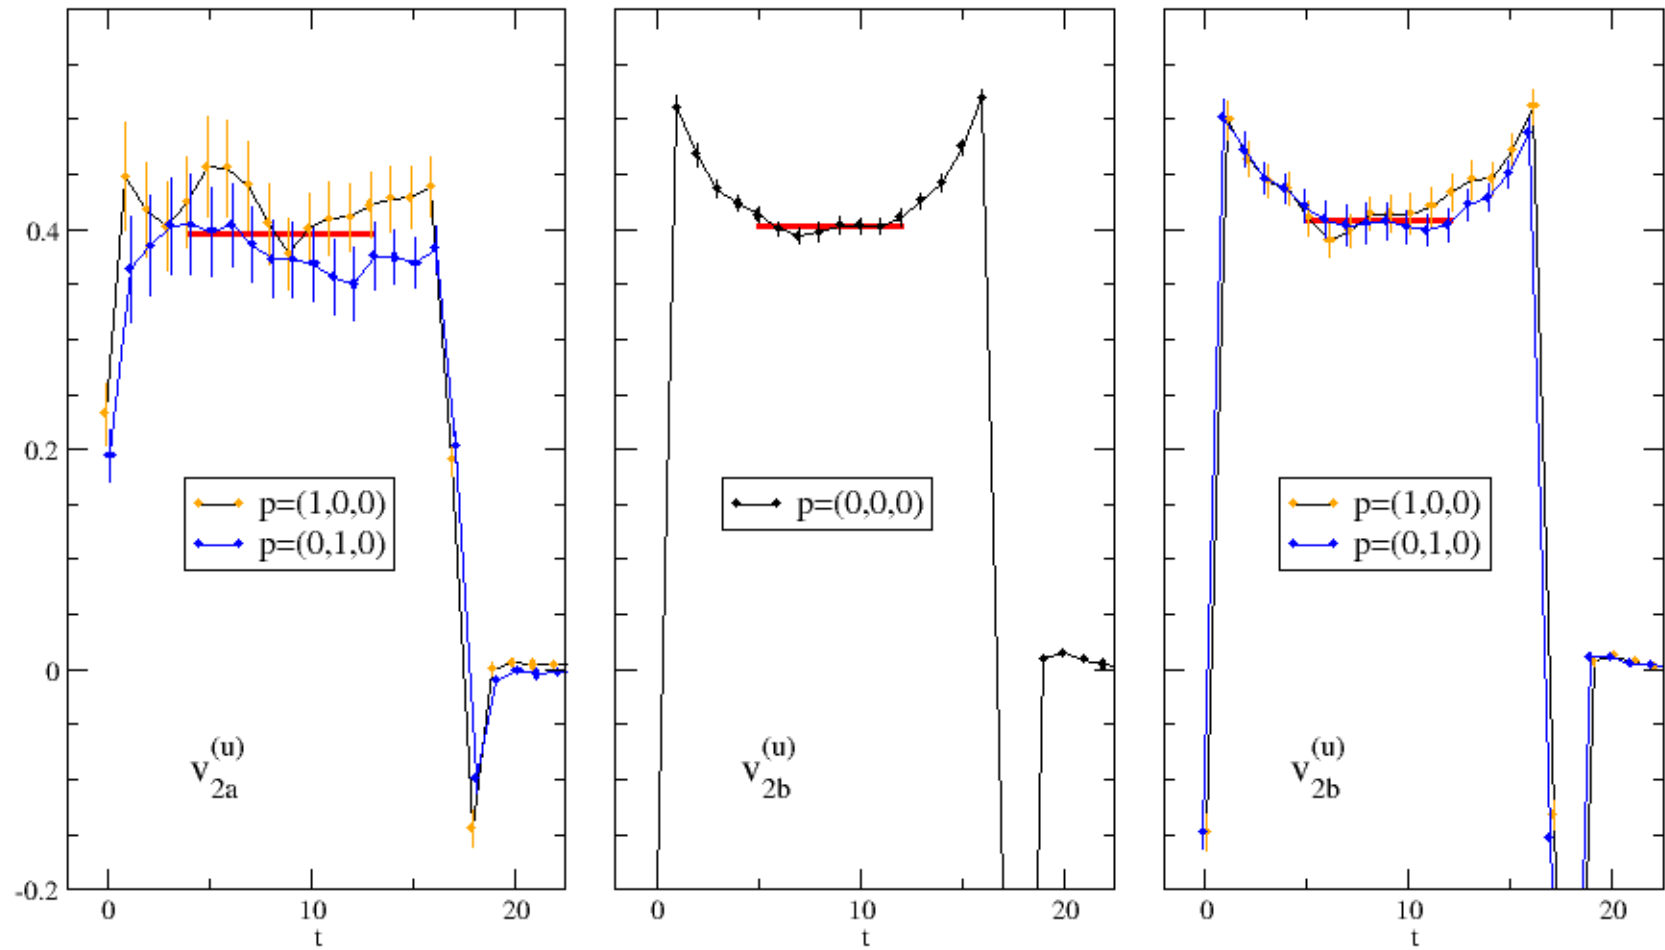 0.4
0.2
0
-0.2
p=(1,0,0)
p=(0,1,0)
v 2a (u)
0 10 20
t
p=(0,0,0)
v 2b (u)
0 10 20
t
p=(1,0,0)
p=(0,1,0)
v 2b (u)
0 10 20
t